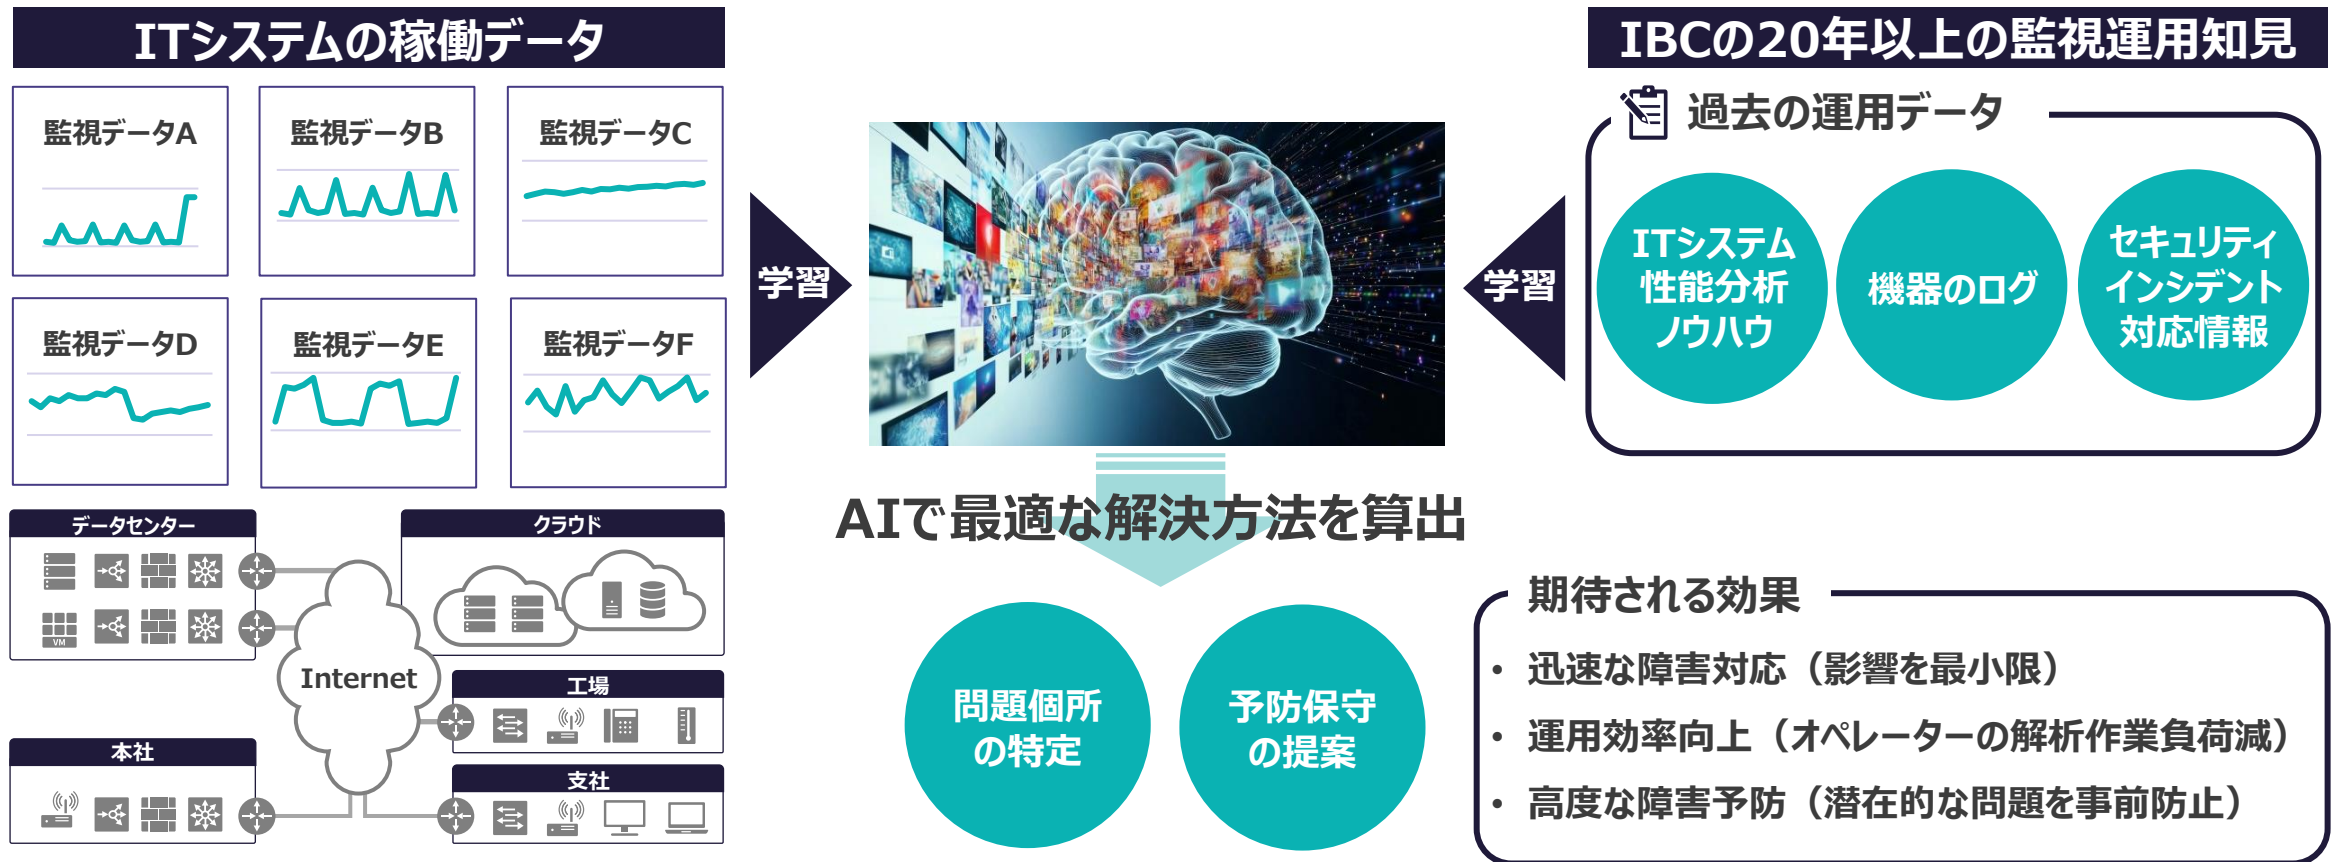 ITシステムの稼働データ
監視データA
監視データB
監視データC
監視データD
監視データE
監視データF
データセンター
VM
クラウド
Internet
工場
本社
支社
学習
学習
IBCの20年以上の監視運用知見
過去の運用データ
ITシステム
性能分析
ノウハウ
機器のログ
セキュリティ
インシデント
対応情報
AIで最適な解決方法を算出
問題個所
の特定
予防保守
の提案
期待される効果
• 迅速な障害対応（影響を最小限）
• 運用効率向上（オペレーターの解析作業負荷減）
• 高度な障害予防（潜在的な問題を事前防止）